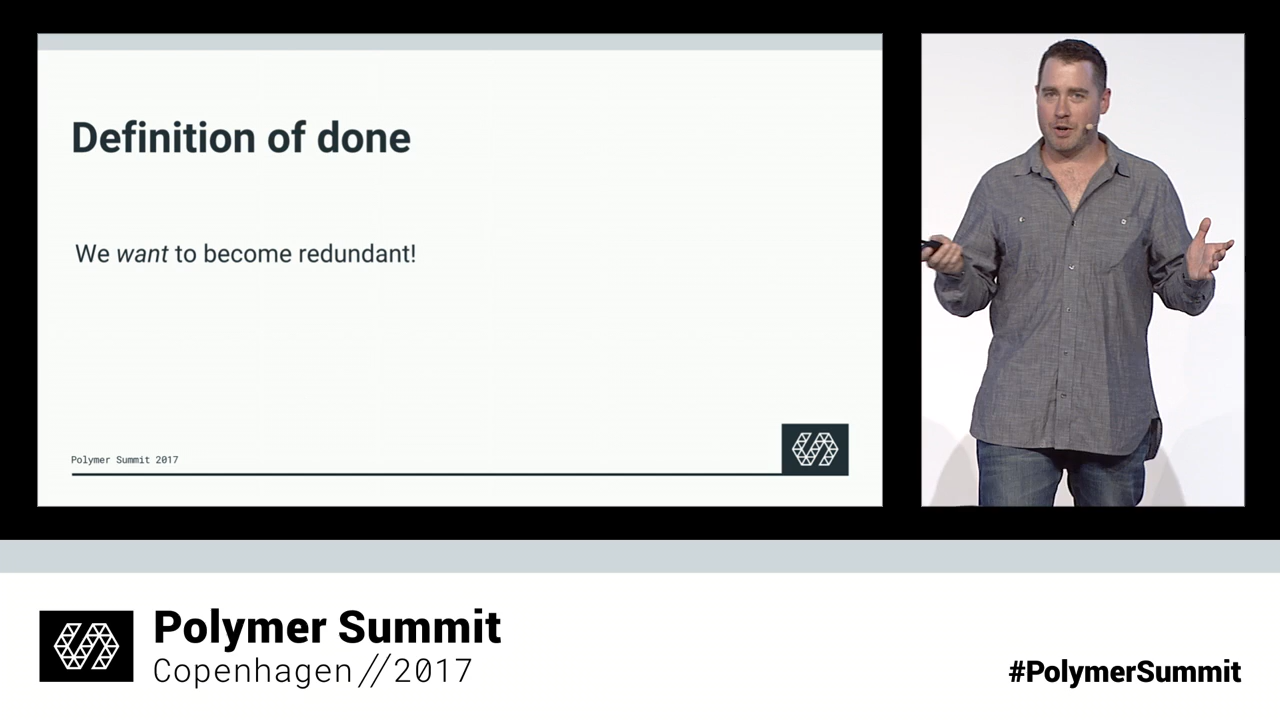 Definition of done
We want to become redundant!
Polymer Summit 2017
Polymer Summit
Copenhagen//2017
#PolymerSummit